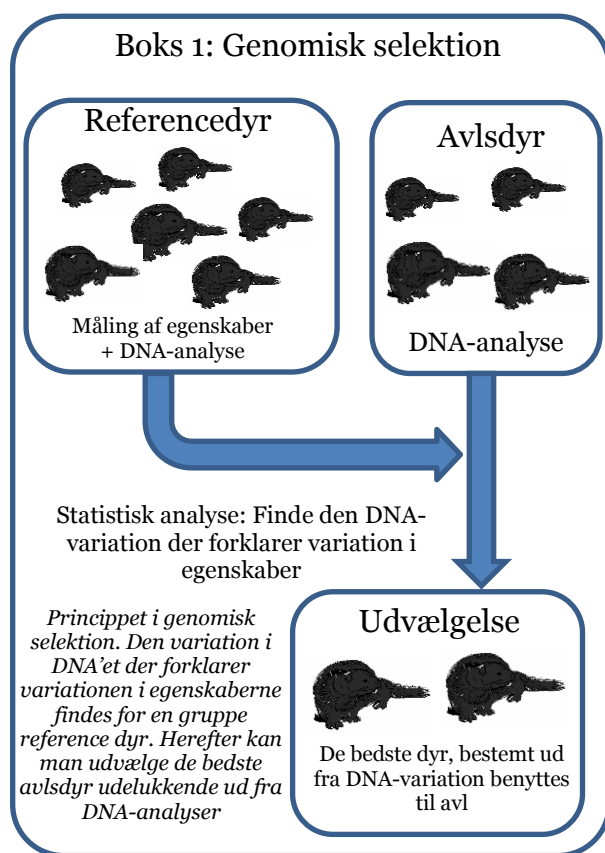 Boks 1: Genomisk selektion
Referencedyr
Måling af egenskaber
+ DNA-analyse
Avlsdyr
DNA-analyse
Statistisk analyse: Finde den DNA-
variation der forklarer variation i
egenskaber
Princippet i genomisk
selektion. Den variation i
DNA’et der forklarer
variationen i egenskaberne
findes for en gruppe
reference dyr. Herefter kan
man udvælge de bedste
avlsdyr udelukkende ud fra
DNA-analyser
Udvælgelse
De bedste dyr, bestemt ud
fra DNA-variation benyttes
til avl